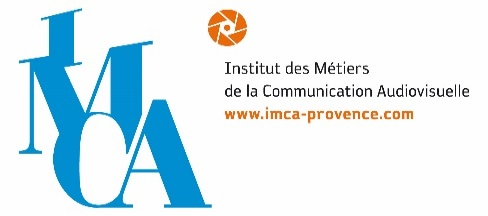 IMCA
Institut des Métiers
de la Communication Audiovisuelle
www.imca-provence.com